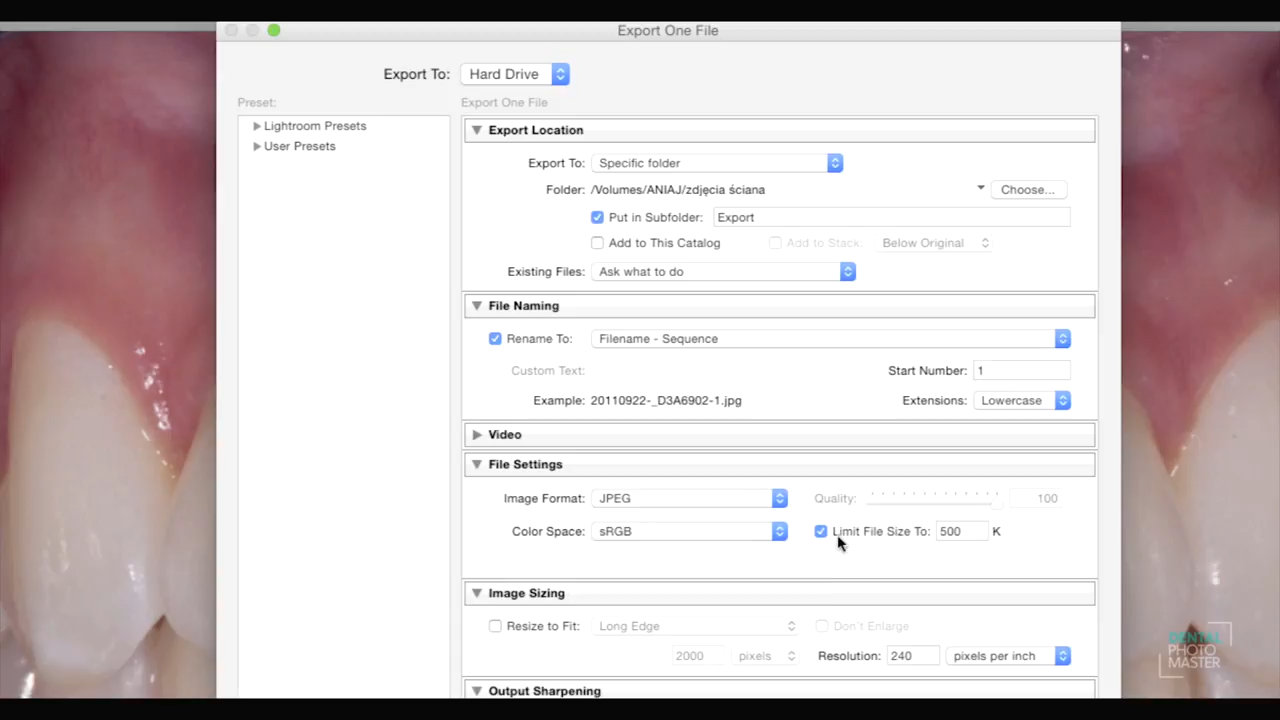 Export One File
Export To: Hard Drive
Preset:
Lightroom Presets
User Presets
Export One File
Export Location
Export To: Specific folder
Folder: /Volumes/ANIAJ/zdjęcia ściana Choose...
Put in Subfolder: Export
Add to This Catalog Add to Stack: Below Original
Existing Files: Ask what to do
File Naming
Rename To: Filename - Sequence
Custom Text: Start Number: 1
Example: 20110922-_D3A6902-1.jpg Extensions: Lowercase
Video
File Settings
Image Format: JPEG Quality: 100
Color Space: sRGB Limit File Size To: 500 K
Image Sizing
Resize to Fit: Long Edge Don't Enlarge
2000 pixels Resolution: 240 pixels per inch
Output Sharpening
DENTAL
PHOTO
MASTER